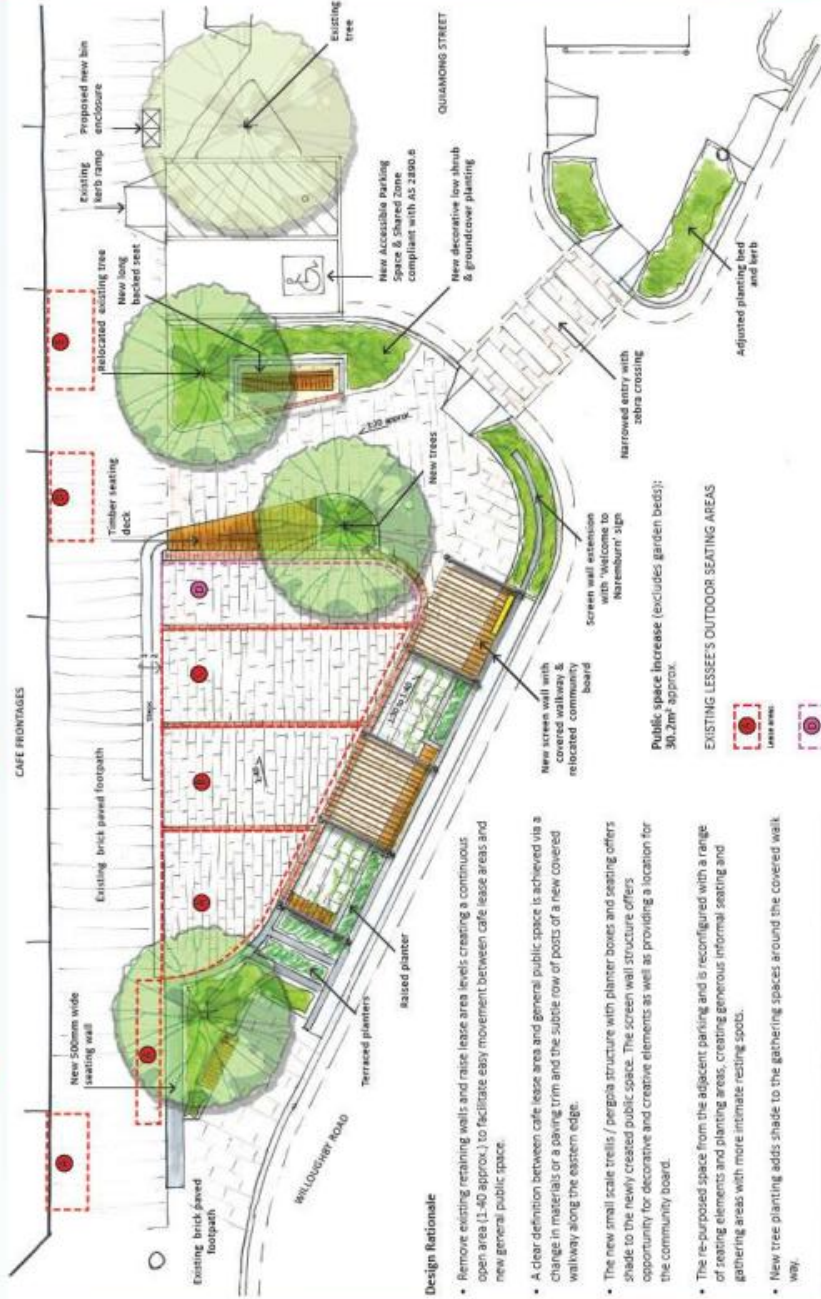 CAFE FRONTAGES
Existing brick paved footpath
New 500mm wide
seating wall
Existing brick paved
footpath
WILLOUGHBY ROAD
Terraced planters
Raised planter
Timber seating
deck
Relocated existing tree
New long
backed seat
Existing
kerb ramp
Proposed new bin
enclosure
Existing
tree
QUIAMONG STREET
New Accessible Parking
Space & Shared Zone
compliant with AS 2890.6
New decorative low shrub
& groundcover planting
1:20 approx.
New trees
1:40
A
A
A
B
C
D
Narrowed entry with
zebra crossing
Adjusted planting bed
and kerb
Screen wall extension
with 'Welcome to
Naremburn' sign
New screen wall with
covered walkway &
relocated community
board
Public space increase (excludes garden beds):
30.2m² approx.
EXISTING LESSEE'S OUTDOOR SEATING AREAS
A
Lease areas
D
Design Rationale
• Remove existing retaining walls and raise lease area levels creating a continuous
open area (1:40 approx.) to facilitate easy movement between cafe lease areas and
new general public space.
• A clear definition between cafe lease area and general public space is achieved via a
change in materials or a paving trim and the subtle row of posts of a new covered
walkway along the eastern edge.
• The new small scale trellis / pergola structure with planter boxes and seating offers
shade to the newly created public space. The screen wall structure offers
opportunity for decorative and creative elements as well as providing a location for
the community board.
• The re-purposed space from the adjacent parking and is reconfigured with a range
of seating elements and planting areas, creating generous informal seating and
gathering areas with more intimate resting spots.
• New tree planting adds shade to the gathering spaces around the covered walk
way.